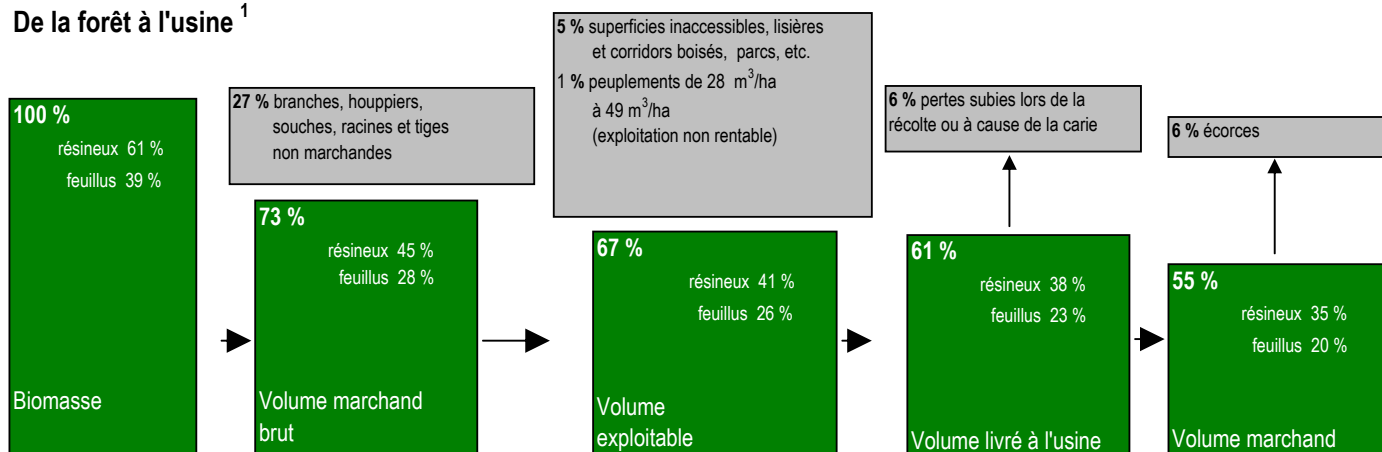 De la forêt à l'usine ¹
100 %
résineux 61 %
feuillus 39 %
Biomasse
27 % branches, houppiers,
souches, racines et tiges
non marchandes
73 %
résineux 45 %
feuillus 28 %
Volume marchand
brut
5 % superficies inaccessibles, lisières
et corridors boisés, parcs, etc.
1 % peuplements de 28 m³/ha
à 49 m³/ha
(exploitation non rentable)
67 %
résineux 41 %
feuillus 26 %
Volume
exploitable
6 % pertes subies lors de la
récolte ou à cause de la carie
61 %
résineux 38 %
feuillus 23 %
Volume livré à l'usine
6 % écorces
55 %
résineux 35 %
feuillus 20 %
Volume marchand